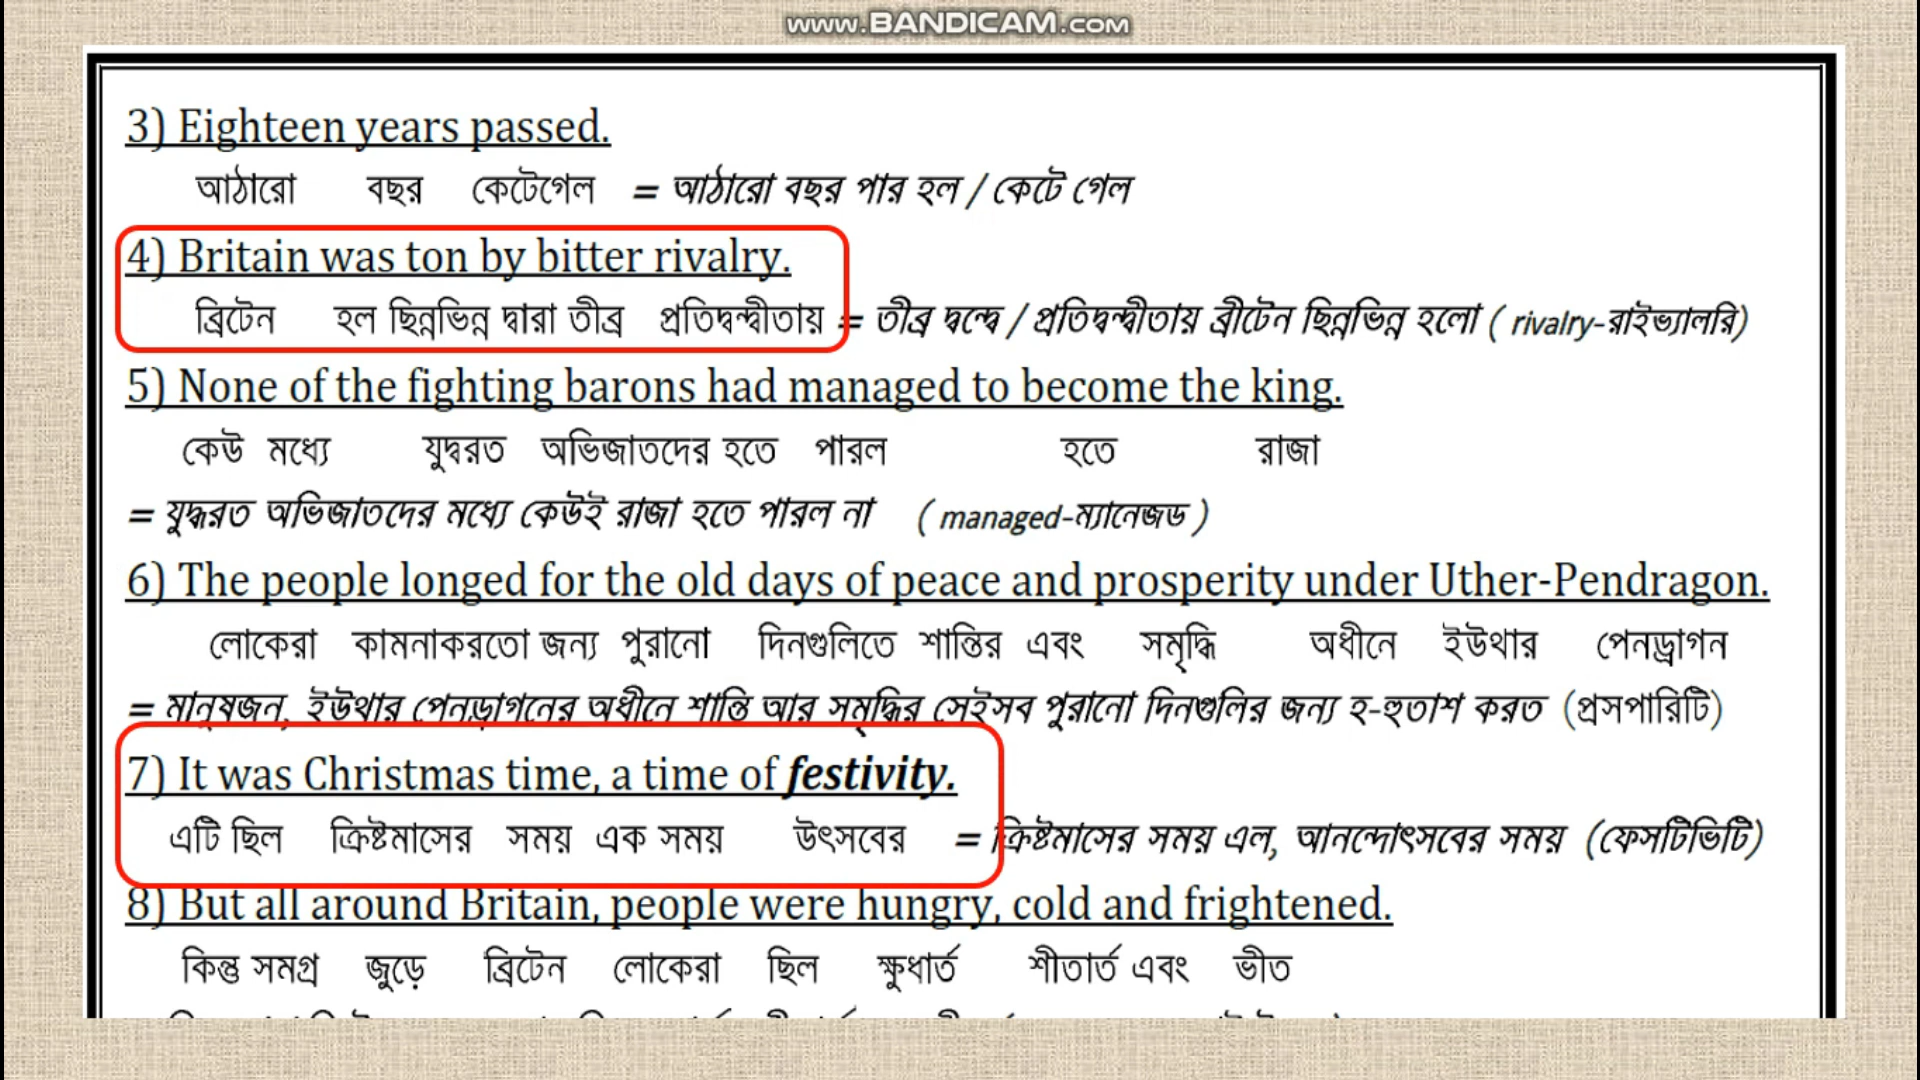 www.BANDICAM.com
3) Eighteen years passed.
আঠারো বছর কেটেগেল = আঠারো বছর পার হল / কেটে গেল
4) Britain was ton by bitter rivalry.
ব্রিটেন হল ছিন্নভিন্ন দ্বারা তীব্র প্রতিদ্বন্দ্বীতায় = তীব্র দ্বন্দ্বে / প্রতিদ্বন্দ্বীতায় ব্রীটেন ছিন্নভিন্ন হলো ( rivalry-রাইভ্যালরি)
5) None of the fighting barons had managed to become the king.
কেউ মধ্যে যুদ্বরত অভিজাতদের হতে পারল হতে রাজা
= যুদ্ধরত অভিজাতদের মধ্যে কেউই রাজা হতে পারল না ( managed-ম্যানেজড )
6) The people longed for the old days of peace and prosperity under Uther-Pendragon.
লোকেরা কামনাকরতো জন্য পুরানো দিনগুলিতে শান্তির এবং সমৃদ্ধি অধীনে ইউথার পেনড্রাগন
= মানুষজন, ইউথার পেনড্রাগনের অধীনে শান্তি আর সমৃদ্ধির সেইসব পুরানো দিনগুলির জন্য হ-হুতাশ করত (প্রসপারিটি)
7) It was Christmas time, a time of festivity.
এটি ছিল ক্রিষ্টমাসের সময় এক সময় উৎসবের = ক্রিষ্টমাসের সময় এল, আনন্দোৎসবের সময় (ফেসটিভিটি)
8) But all around Britain, people were hungry, cold and frightened.
কিন্তু সমগ্র জুড়ে ব্রিটেন লোকেরা ছিল ক্ষুধার্ত শীতার্ত এবং ভীত